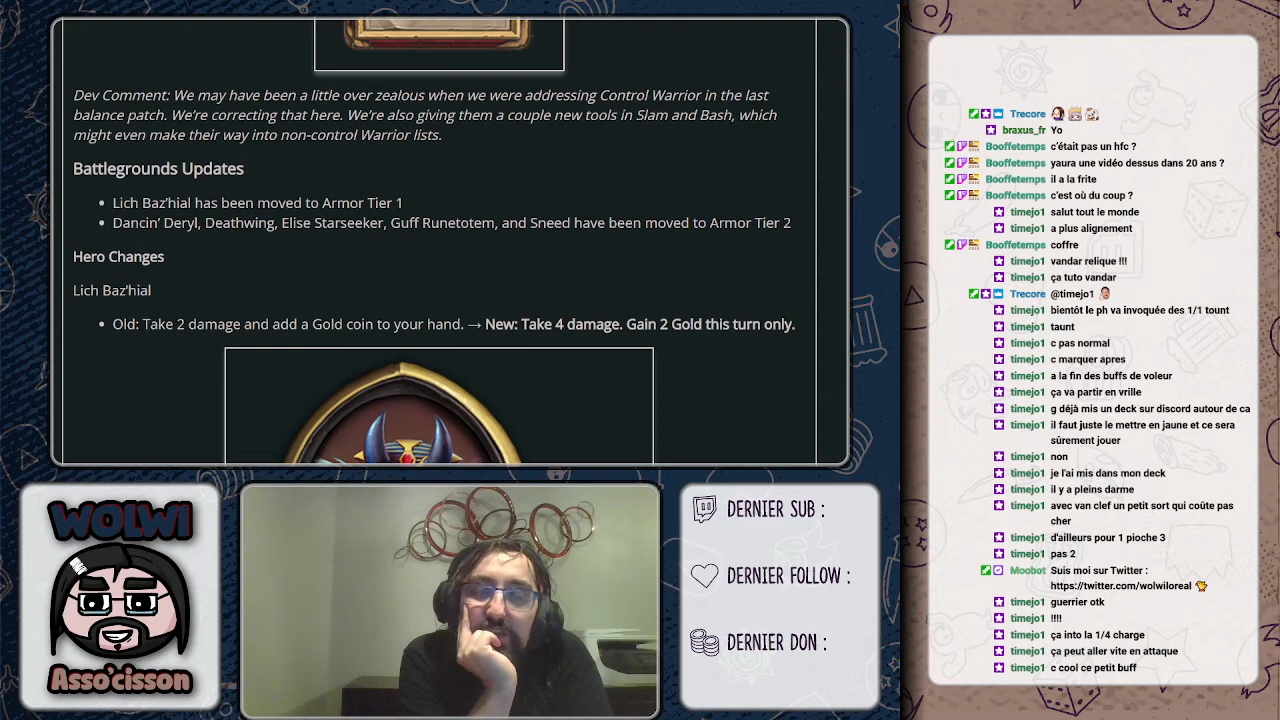 Dev Comment: We may have been a little over zealous when we were addressing Control Warrior in the last
balance patch. We're correcting that here. We're also giving them a couple new tools in Slam and Bash, which
might even make their way into non-control Warrior lists.
Battlegrounds Updates
• Lich Baz'hial has been moved to Armor Tier 1
• Dancin' Deryl, Deathwing, Elise Starseeker, Guff Runetotem, and Sneed have been moved to Armor Tier 2
Hero Changes
Lich Baz'hial
• Old: Take 2 damage and add a Gold coin to your hand. → New: Take 4 damage. Gain 2 Gold this turn only.
WOLWI
Asso'cisson
DERNIER SUB :
DERNIER FOLLOW :
DERNIER DON :
Trecore
braxus_fr Yo
Booffetemps c'était pas un hfc ?
Booffetemps yaura une vidéo dessus dans 20 ans ?
Booffetemps il a la frite
Booffetemps c'est où du coup ?
timejo1 salut tout le monde
timejo1 a plus alignement
Booffetemps coffre
timejo1 vandar relique !!!
timejo1 ça tuto vandar
Trecore @timejo1
timejo1 bientôt le ph va invoquée des 1/1 tount
timejo1 taunt
timejo1 c pas normal
timejo1 c marquer apres
timejo1 a la fin des buffs de voleur
timejo1 ça va partir en vrille
timejo1 g déjà mis un deck sur discord autour de ca
timejo1 il faut juste le mettre en jaune et ce sera
sûrement jouer
timejo1 non
timejo1 je l'ai mis dans mon deck
timejo1 il y a pleins darme
timejo1 avec van clef un petit sort qui coûte pas
cher
timejo1 d'ailleurs pour 1 pioche 3
timejo1 pas 2
Moobot Suis moi sur Twitter :
https://twitter.com/wolwiloreal
timejo1 guerrier otk
timejo1 !!!!
timejo1 ça into la 1/4 charge
timejo1 ça peut aller vite en attaque
timejo1 c cool ce petit buff